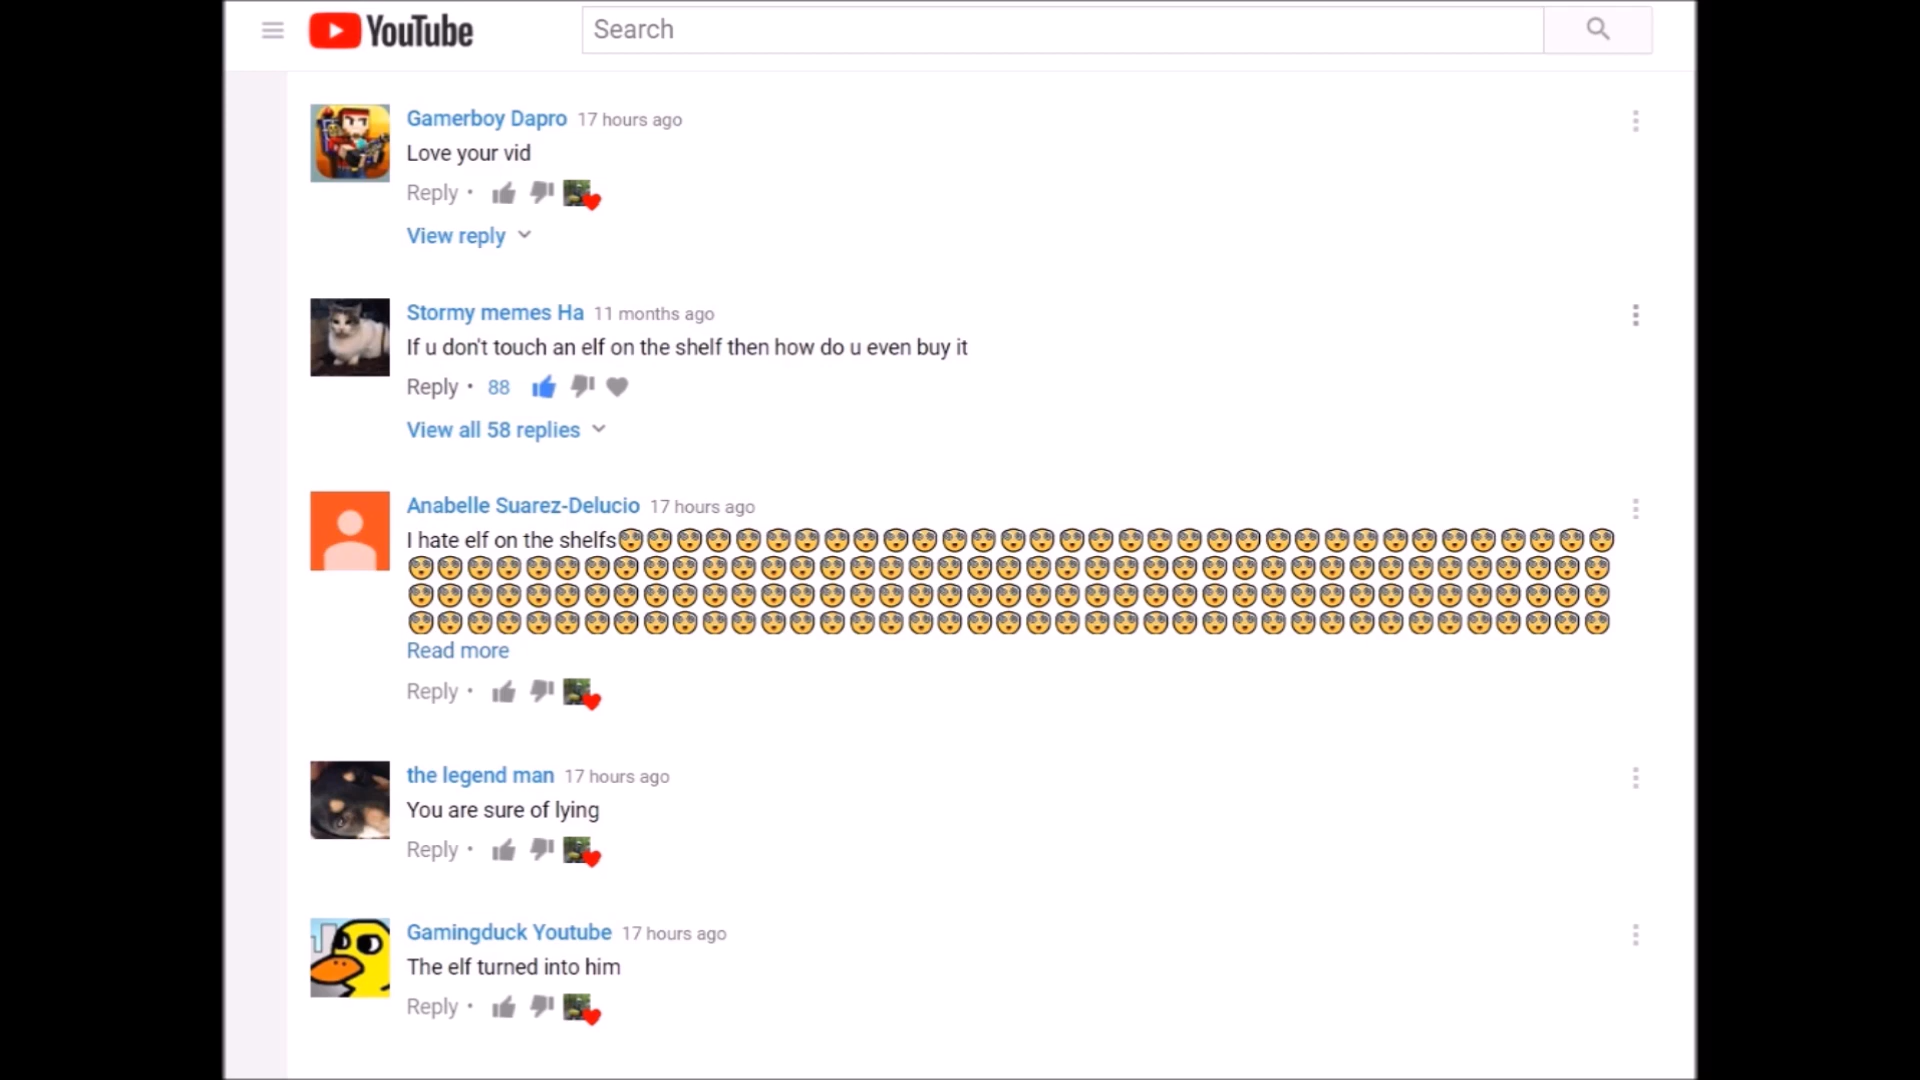 YouTube
Search
Gamerboy Dapro 17 hours ago
Love your vid
Reply •
View reply
Stormy memes Ha 11 months ago
If u don't touch an elf on the shelf then how do u even buy it
Reply • 88
View all 58 replies
Anabelle Suarez-Delucio 17 hours ago
I hate elf on the shelfs
Read more
Reply •
the legend man 17 hours ago
You are sure of lying
Reply •
Gamingduck Youtube 17 hours ago
The elf turned into him
Reply •